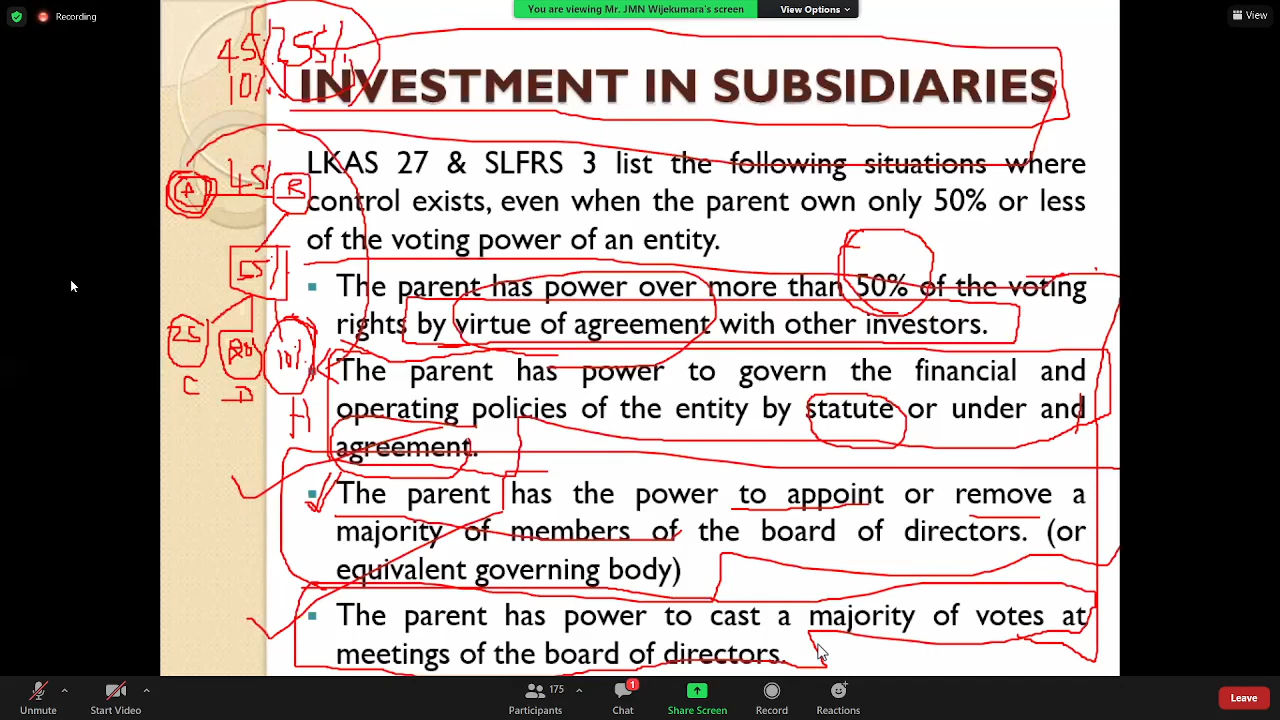 Recording
You are viewing Mr. JMN Wijekumara's screen
View Options
View
45%
55%
10%
INVESTMENT IN SUBSIDIARIES
LKAS 27 & SLFRS 3 list the following situations where
control exists, even when the parent own only 50% or less
of the voting power of an entity.
A
45%
R
The parent has power over more than 50% of the voting
rights by virtue of agreement with other investors.
55%
The parent has power to govern the financial and
operating policies of the entity by statute or under and
agreement.
25%
20%
10%
C
D
H
The parent has the power to appoint or remove a
majority of members of the board of directors. (or
equivalent governing body)
The parent has power to cast a majority of votes at
meetings of the board of directors.
Unmute
Start Video
175
Participants
1
Chat
Share Screen
Record
Reactions
Leave